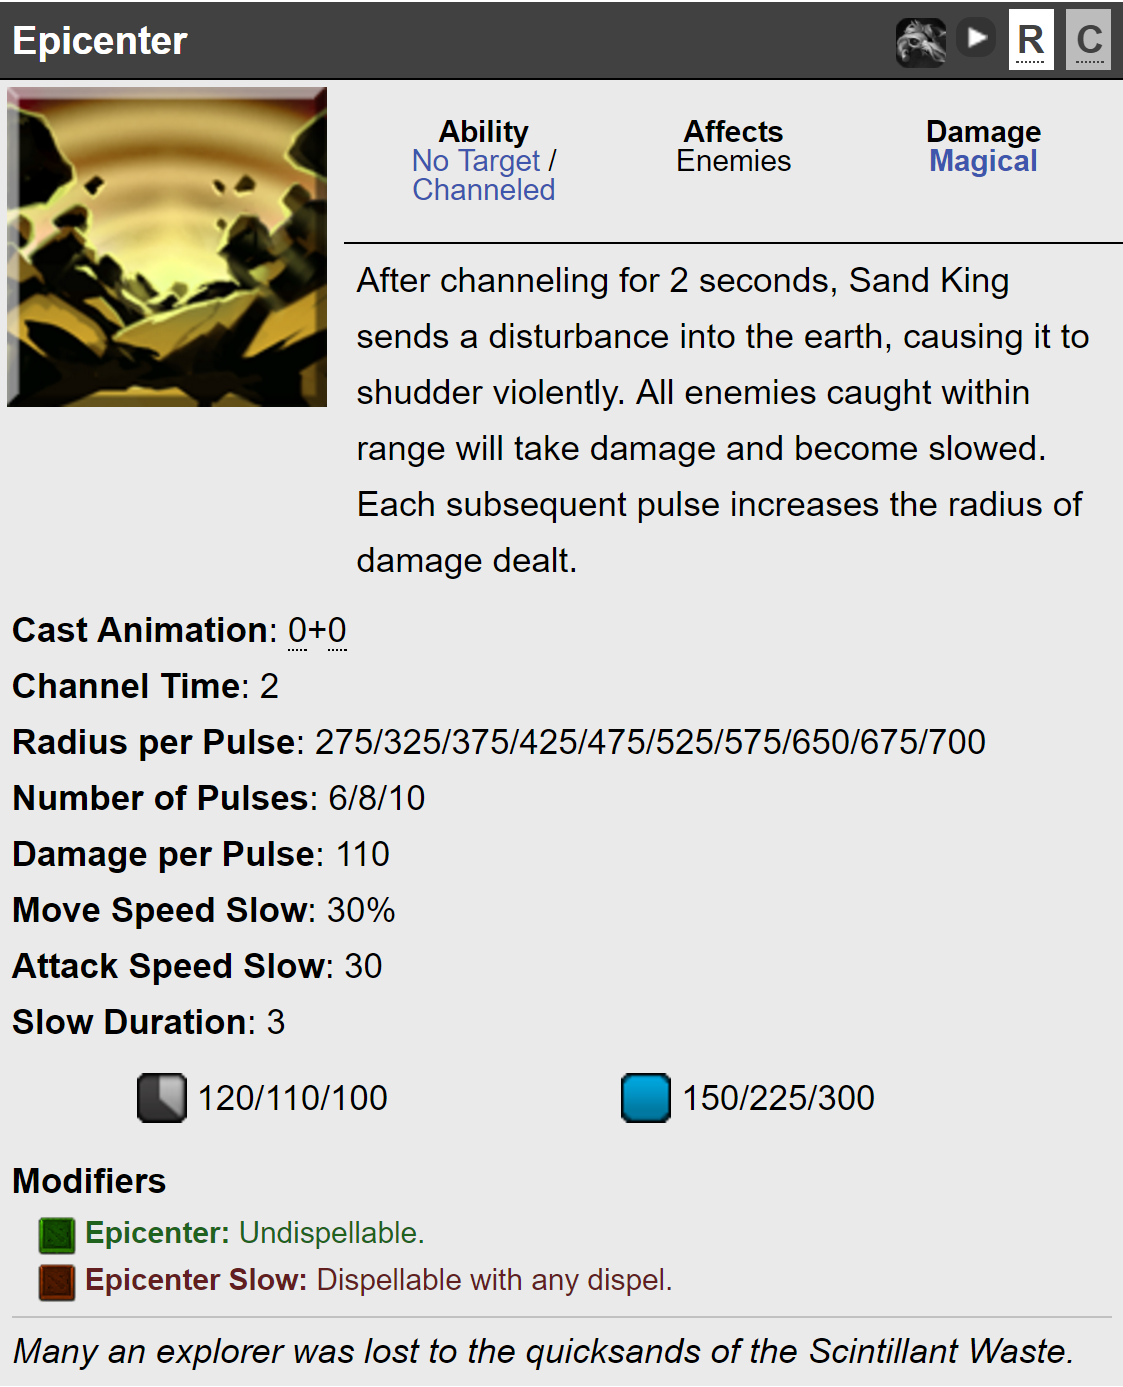 Epicenter
R C
Ability
No Target /
Channeled
Affects
Enemies
Damage
Magical
After channeling for 2 seconds, Sand King
sends a disturbance into the earth, causing it to
shudder violently. All enemies caught within
range will take damage and become slowed.
Each subsequent pulse increases the radius of
damage dealt.
Cast Animation: 0+0
Channel Time: 2
Radius per Pulse: 275/325/375/425/475/525/575/650/675/700
Number of Pulses: 6/8/10
Damage per Pulse: 110
Move Speed Slow: 30%
Attack Speed Slow: 30
Slow Duration: 3
120/110/100
150/225/300
Modifiers
Epicenter: Undispellable.
Epicenter Slow: Dispellable with any dispel.
Many an explorer was lost to the quicksands of the Scintillant Waste.